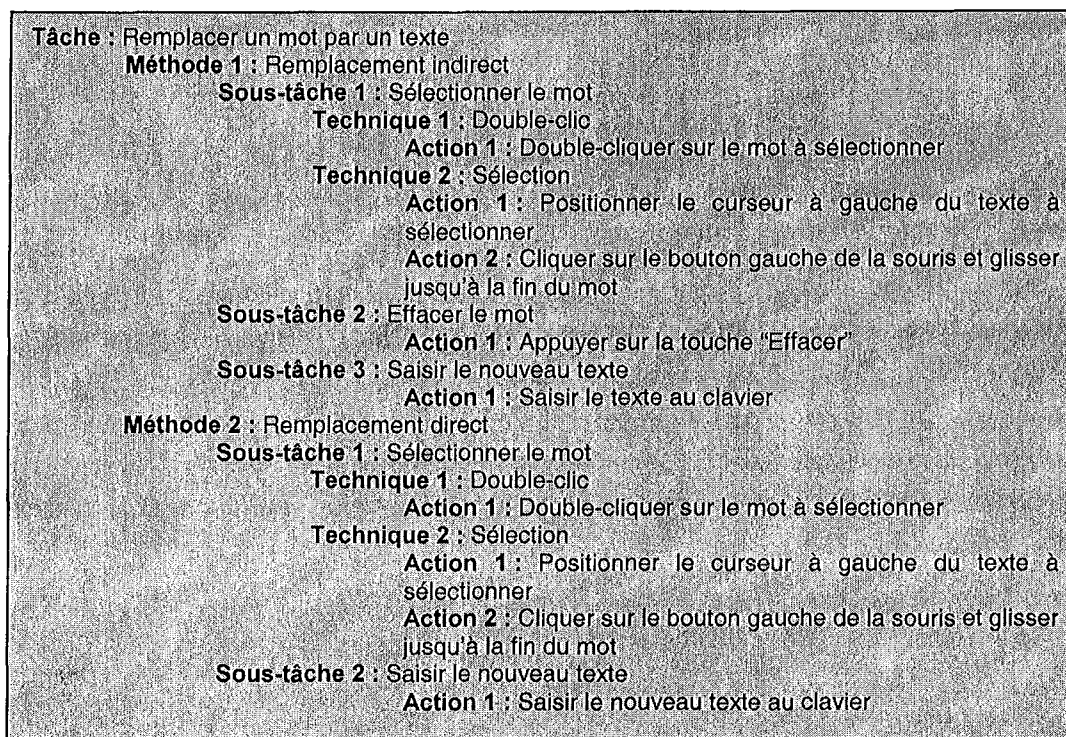 Tâche : Remplacer un mot par un texte
Méthode 1 : Remplacement indirect
Sous-tâche 1 : Sélectionner le mot
Technique 1 : Double-clic
Action 1 : Double-cliquer sur le mot à sélectionner
Technique 2 : Sélection
Action 1 : Positionner le curseur à gauche du texte à
sélectionner
Action 2 : Cliquer sur le bouton gauche de la souris et glisser
jusqu'à la fin du mot
Sous-tâche 2 : Effacer le mot
Action 1 : Appuyer sur la touche "Effacer"
Sous-tâche 3 : Saisir le nouveau texte
Action 1 : Saisir le texte au clavier
Méthode 2 : Remplacement direct
Sous-tâche 1 : Sélectionner le mot
Technique 1 : Double-clic
Action 1 : Double-cliquer sur le mot à sélectionner
Technique 2 : Sélection
Action 1 : Positionner le curseur à gauche du texte à
sélectionner
Action 2 : Cliquer sur le bouton gauche de la souris et glisser
jusqu'à la fin du mot
Sous-tâche 2 : Saisir le nouveau texte
Action 1 : Saisir le nouveau texte au clavier